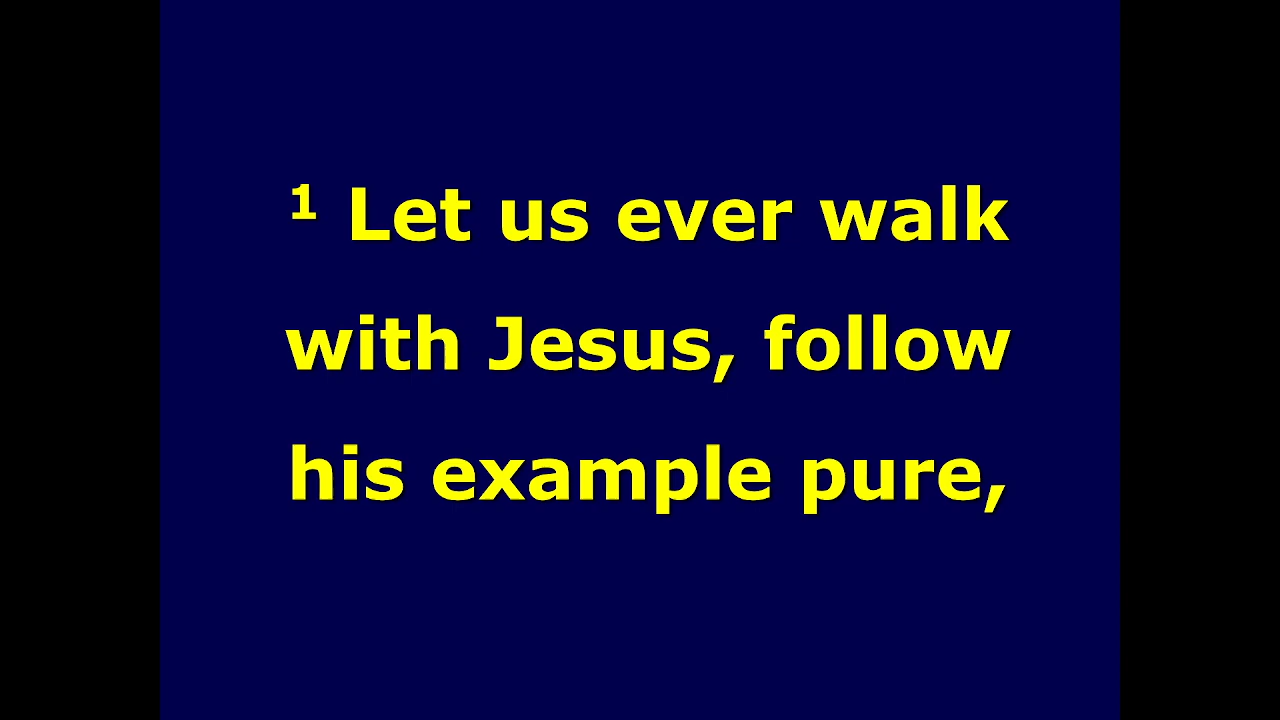 ¹ Let us ever walk
with Jesus, follow
his example pure,